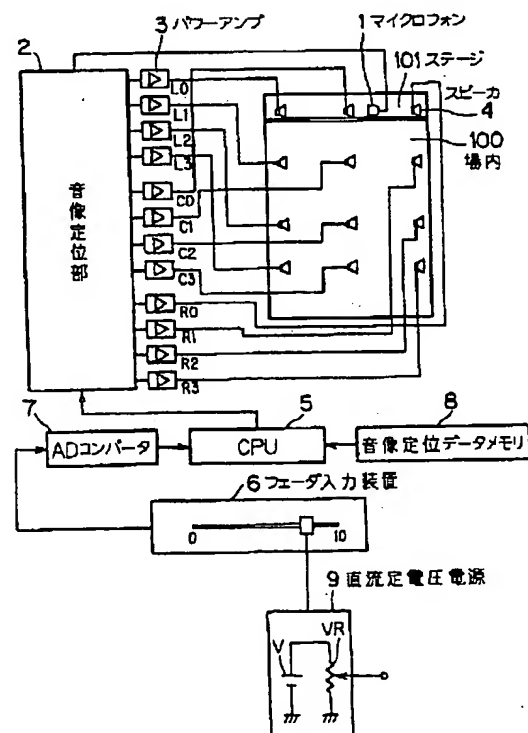 2
3 パワーアンプ
1 マイクロフォン
101 ステージ
スピーカ
4
L0
L1
L2
L3
C0
C1
C2
C3
R0
R1
R2
R3
100
場内
音像定位部
7
ADコンバータ
5
CPU
8
音像定位データメモリ
6 フェーダ入力装置
0
10
9 直流定電圧電源
V
VR